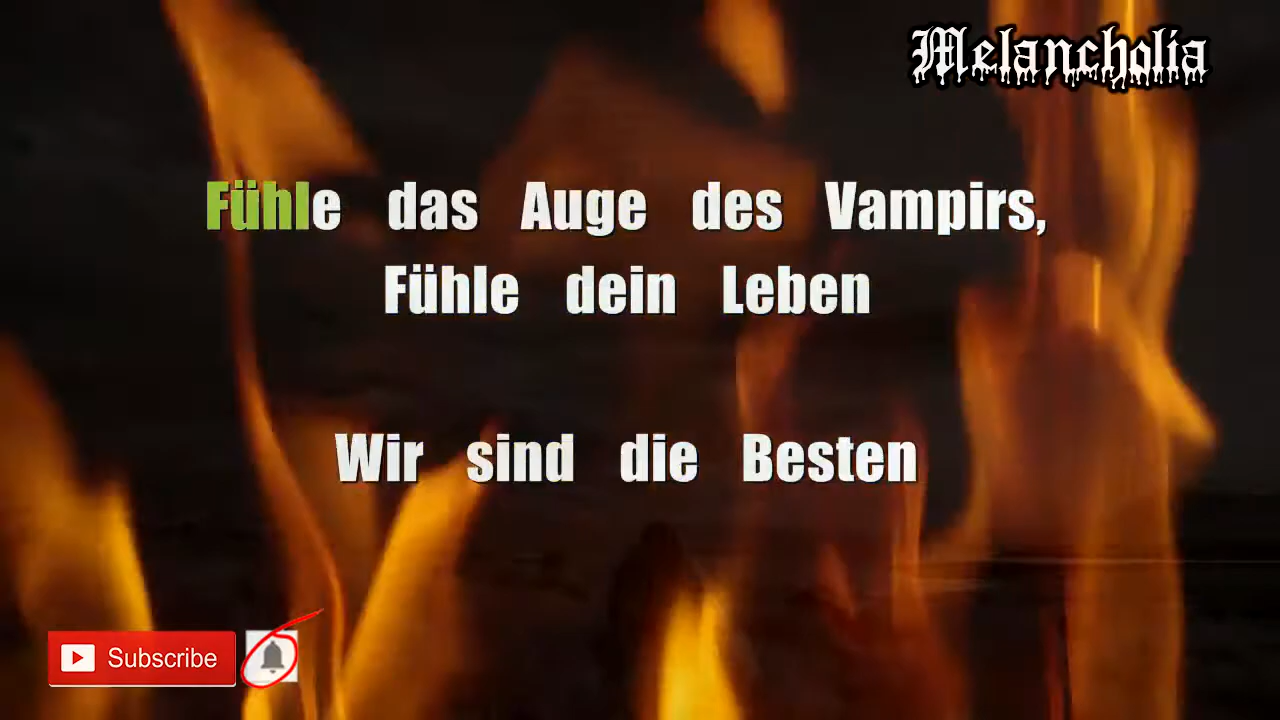 Melancholia
Fühle das Auge des Vampirs,
Fühle dein Leben
Wir sind die Besten
Subscribe